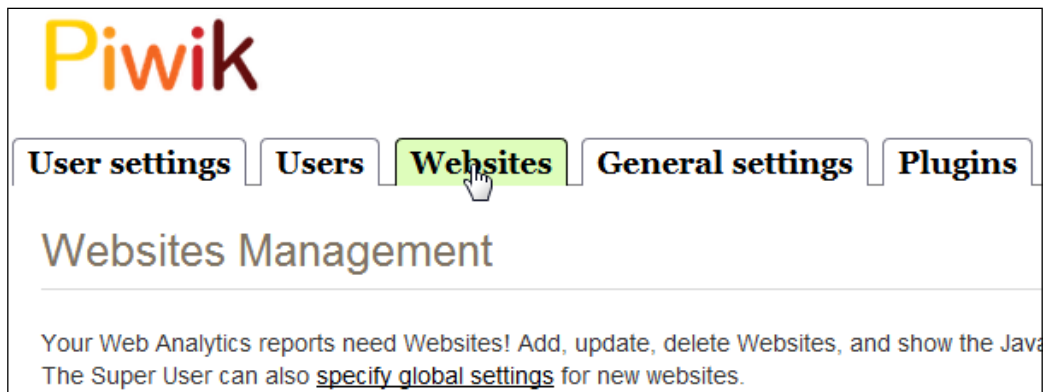 Piwik
User settings Users Websites General settings Plugins
Websites Management
Your Web Analytics reports need Websites! Add, update, delete Websites, and show the Java
The Super User can also specify global settings for new websites.